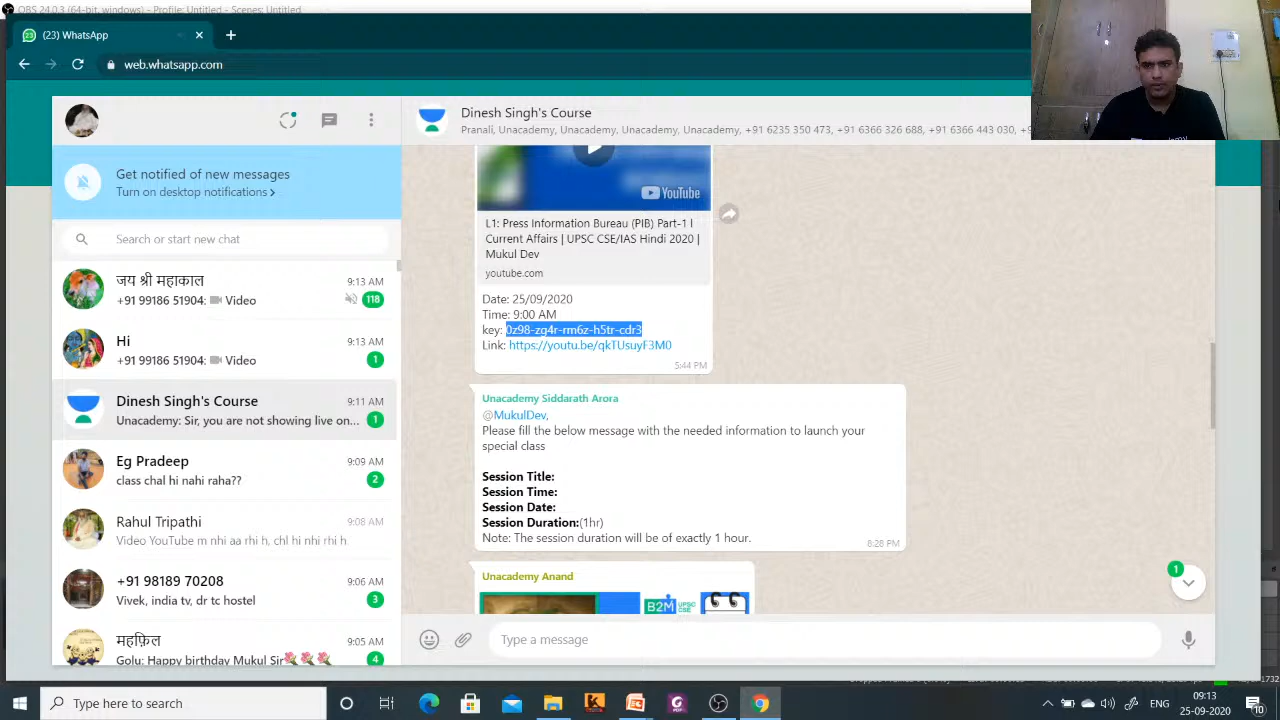 OBS 24.0.3 (64-bit, windows) - Profile: Untitled - Scenes: Untitled
(23) WhatsApp
web.whatsapp.com
Get notified of new messages
Turn on desktop notifications >
Search or start new chat
जय श्री महाकाल
9:13 AM
+91 99186 51904: Video
118
Hi
9:13 AM
+91 99186 51904: Video
1
Dinesh Singh's Course
9:11 AM
Unacademy: Sir, you are not showing live on...
1
Eg Pradeep
9:09 AM
class chal hi nahi raha??
2
Rahul Tripathi
9:08 AM
Video YouTube m nhi aa rhi h, chl hi nhi rhi h.
+91 98189 70208
9:06 AM
Vivek, india tv, dr tc hostel
3
महफ़िल
9:05 AM
Golu: Happy birthday Mukul Sir
4
Dinesh Singh's Course
Pranali, Unacademy, Unacademy, Unacademy, Unacademy, +91 6235 350 473, +91 6366 326 688, +91 6366 443 030, +9
YouTube
L1: Press Information Bureau (PIB) Part-1 l
Current Affairs | UPSC CSE/IAS Hindi 2020 |
Mukul Dev
youtube.com
Date: 25/09/2020
Time: 9:00 AM
key: 0z98-zg4r-rm6z-h5tr-cdr3
Link: https://youtu.be/qkTUsuyF3M0
5:44 PM
Unacademy Siddarath Arora
@MukulDev,
Please fill the below message with the needed information to launch your
special class
Session Title:
Session Time:
Session Date:
Session Duration:(1hr)
Note: The session duration will be of exactly 1 hour.
8:28 PM
Unacademy Anand
B2M UPSC CSE
1
Type a message
Type here to search
ENG
09:13
25-09-2020
10